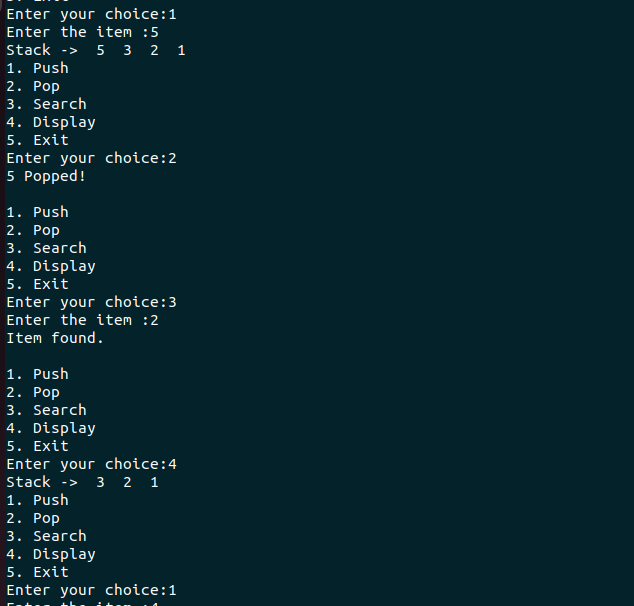 Enter your choice:1
Enter the item :5
Stack ->  5  3  2  1
1. Push
2. Pop
3. Search
4. Display
5. Exit
Enter your choice:2
5 Popped!
1. Push
2. Pop
3. Search
4. Display
5. Exit
Enter your choice:3
Enter the item :2
Item found.
1. Push
2. Pop
3. Search
4. Display
5. Exit
Enter your choice:4
Stack ->  3  2  1
1. Push
2. Pop
3. Search
4. Display
5. Exit
Enter your choice:1
Enter the item :4